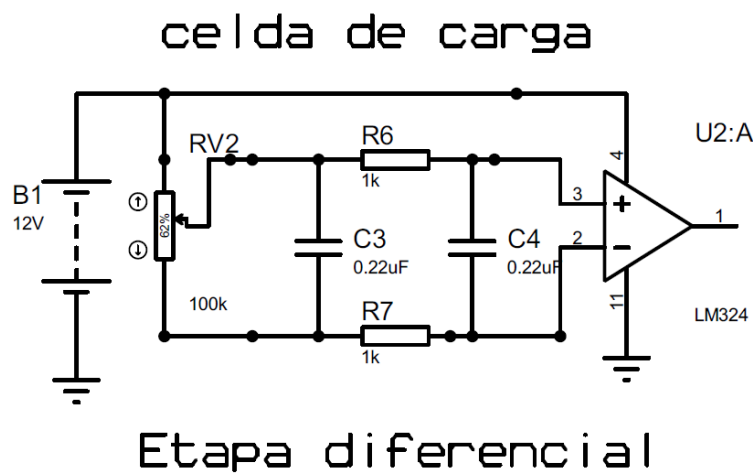 celda de carga
RV2
R6
U2:A
4
1k
B1
12V
62%
3
1
C3
C4
2
0.22uF
0.22uF
100k
R7
11
LM324
1k
Etapa diferencial